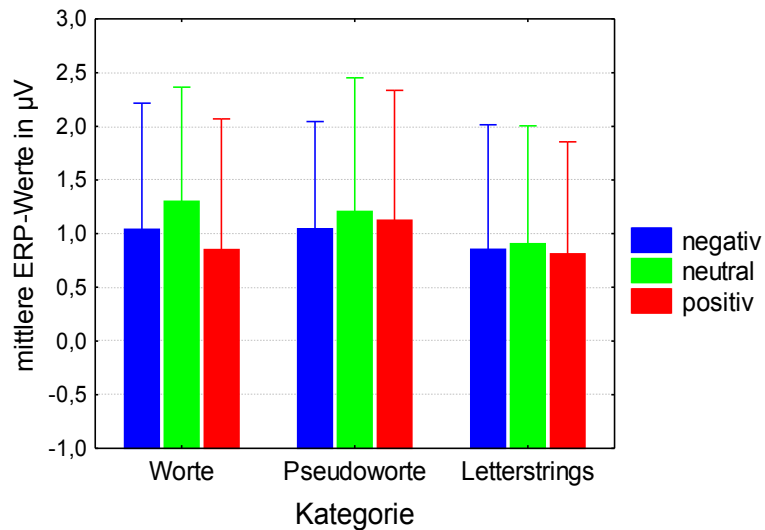 mittlere ERP-Werte in µV
3,0
2,5
2,0
1,5
1,0
0,5
0,0
-0,5
-1,0
Worte Pseudoworte Letterstrings
Kategorie
negativ
neutral
positiv